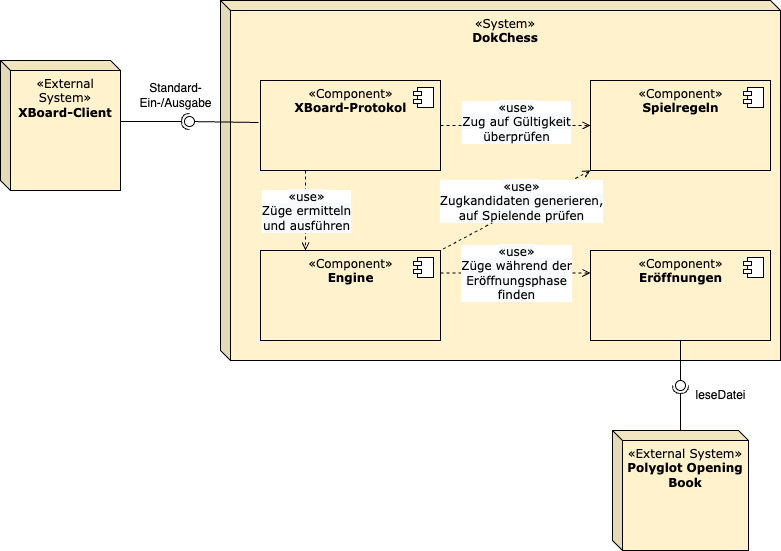 «System»
DokChess
«External
System»
XBoard-Client
Standard-
Ein-/Ausgabe
«Component»
XBoard-Protokol
«use»
Zug auf Gültigkeit
überprüfen
«Component»
Spielregeln
«use»
Züge ermitteln
und ausführen
«use»
Zugkandidaten generieren,
auf Spielende prüfen
«Component»
Engine
«use»
Züge während der
Eröffnungsphase
finden
«Component»
Eröffnungen
leseDatei
«External System»
Polyglot Opening
Book